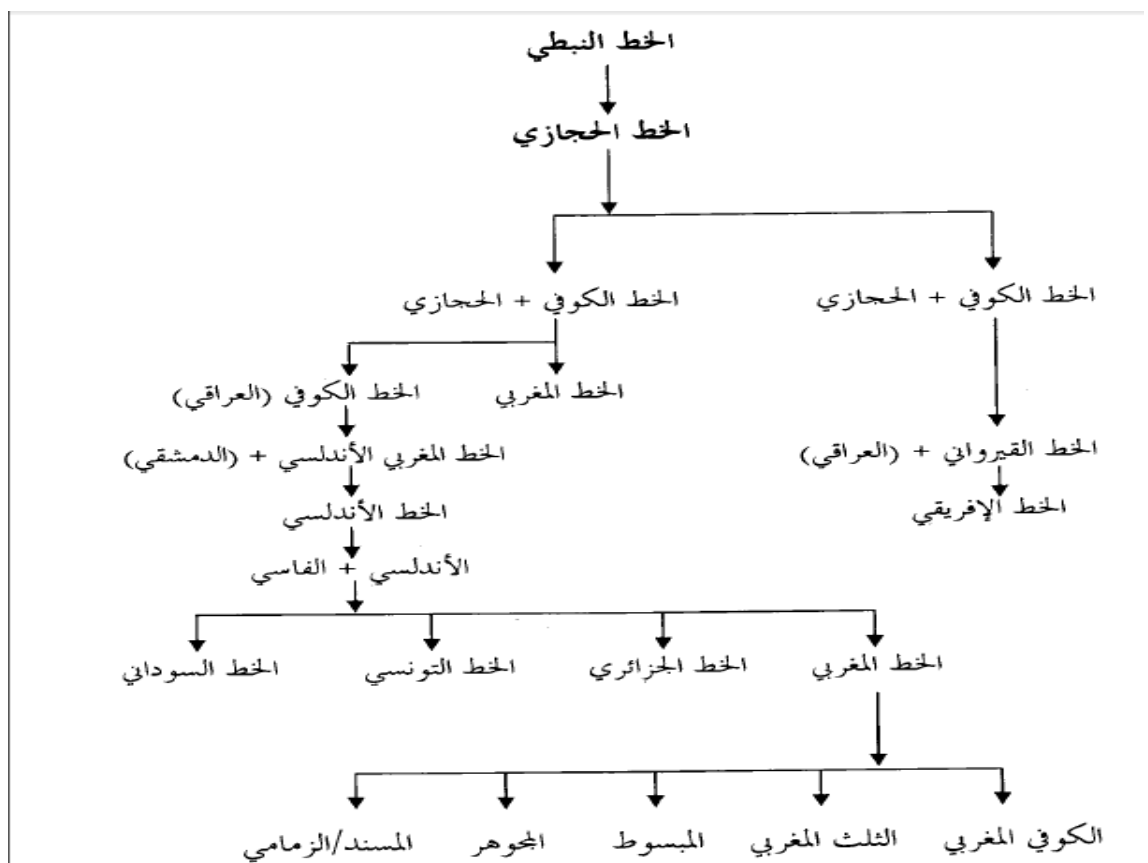 الخط النبطي
الخط الحجازي
الخط الكوفي + الحجازي
الخط الكوفي + الحجازي
الخط المغربي
الخط الكوفي (العراقي)
الخط القيرواني + (العراقي)
الخط المغربي الأندلسي + (الدمشقي)
الخط الإفريقي
الخط الأندلسي
الأندلسي + الفاسي
الخط المغربي
الخط الجزائري
الخط التونسي
الخط السوداني
الكوفي المغربي
الثلث المغربي
المبسوط
المجوهر
المسند/الزمامي